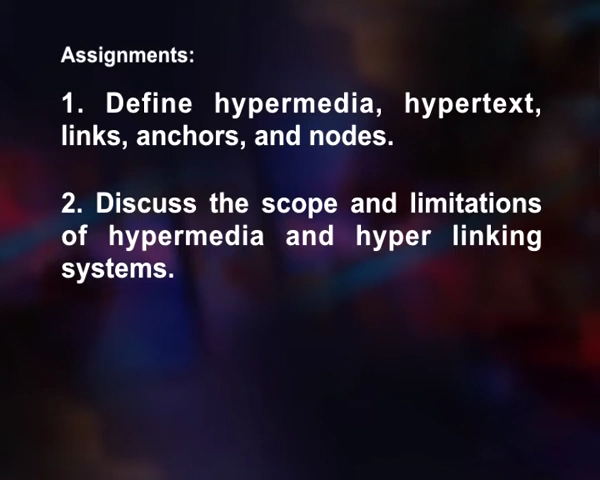 Assignments:
1. Define hypermedia, hypertext,
links, anchors, and nodes.
2. Discuss the scope and limitations
of hypermedia and hyper linking
systems.